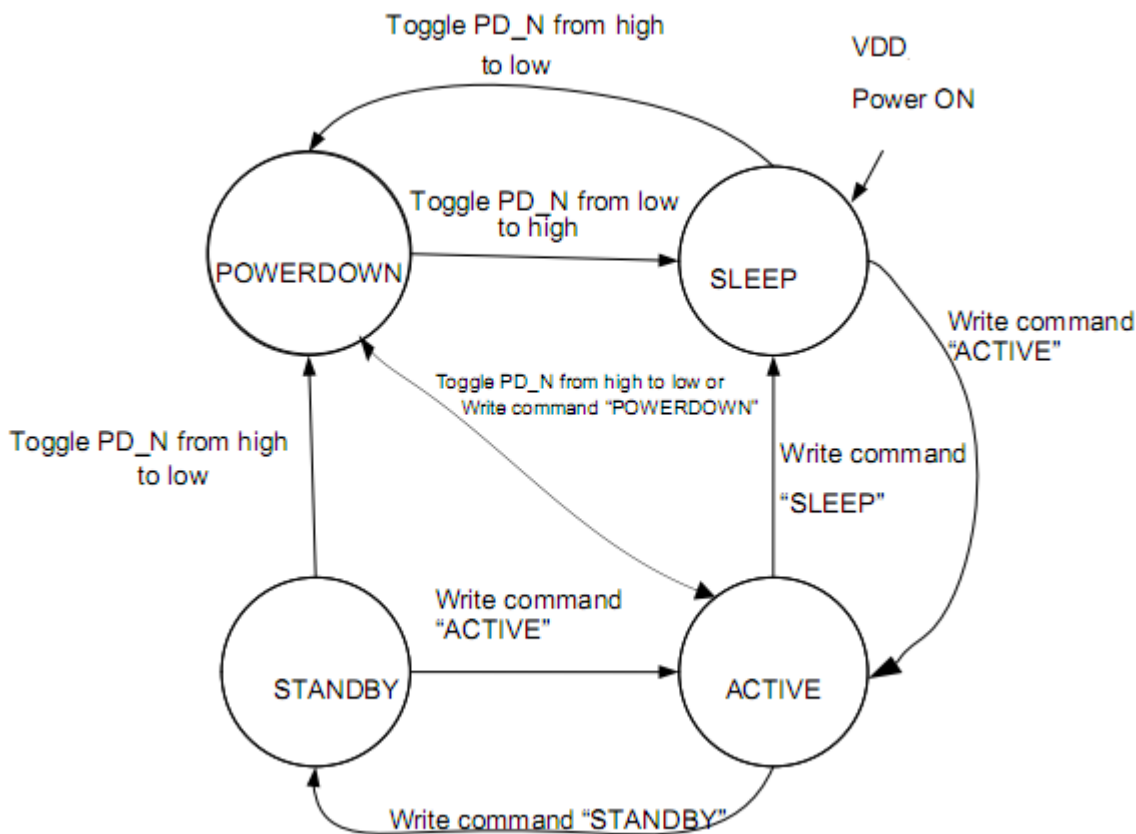 Toggle PD_N from high
to low
VDD
Power ON
Toggle PD_N from low
to high
POWERDOWN
SLEEP
Write command
“ACTIVE”
Toggle PD_N from high to low or
Write command “POWERDOWN”
Toggle PD_N from high
to low
Write command
“SLEEP”
Write command
“ACTIVE”
STANDBY
ACTIVE
Write command “STANDBY”